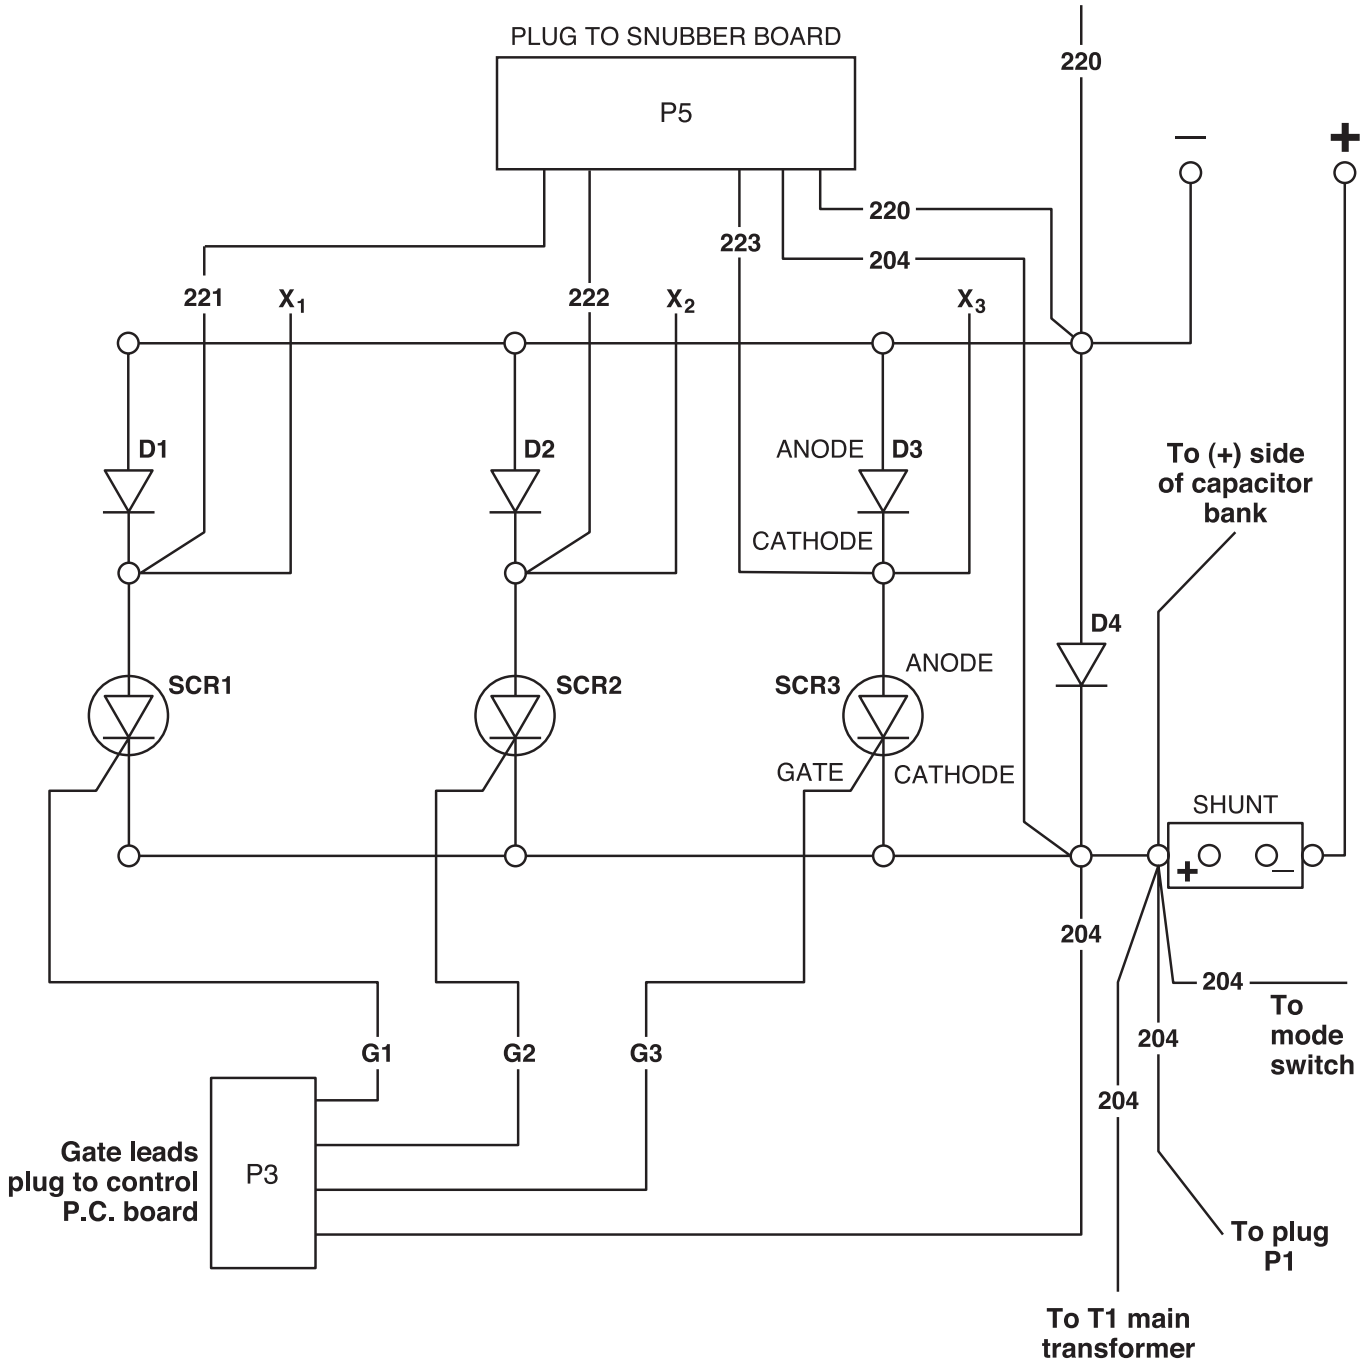 PLUG TO SNUBBER BOARD
220
P5
− +
220
223
204
221 X1 222 X2 X3
D1 D2 ANODE D3
To (+) side
of capacitor
bank
CATHODE
D4
ANODE
SCR1 SCR2 SCR3
GATE CATHODE
SHUNT
+ −
204
204
To
mode
switch
204
G1 G2 G3
204
Gate leads
plug to control
P.C. board
P3
To plug
P1
To T1 main
transformer